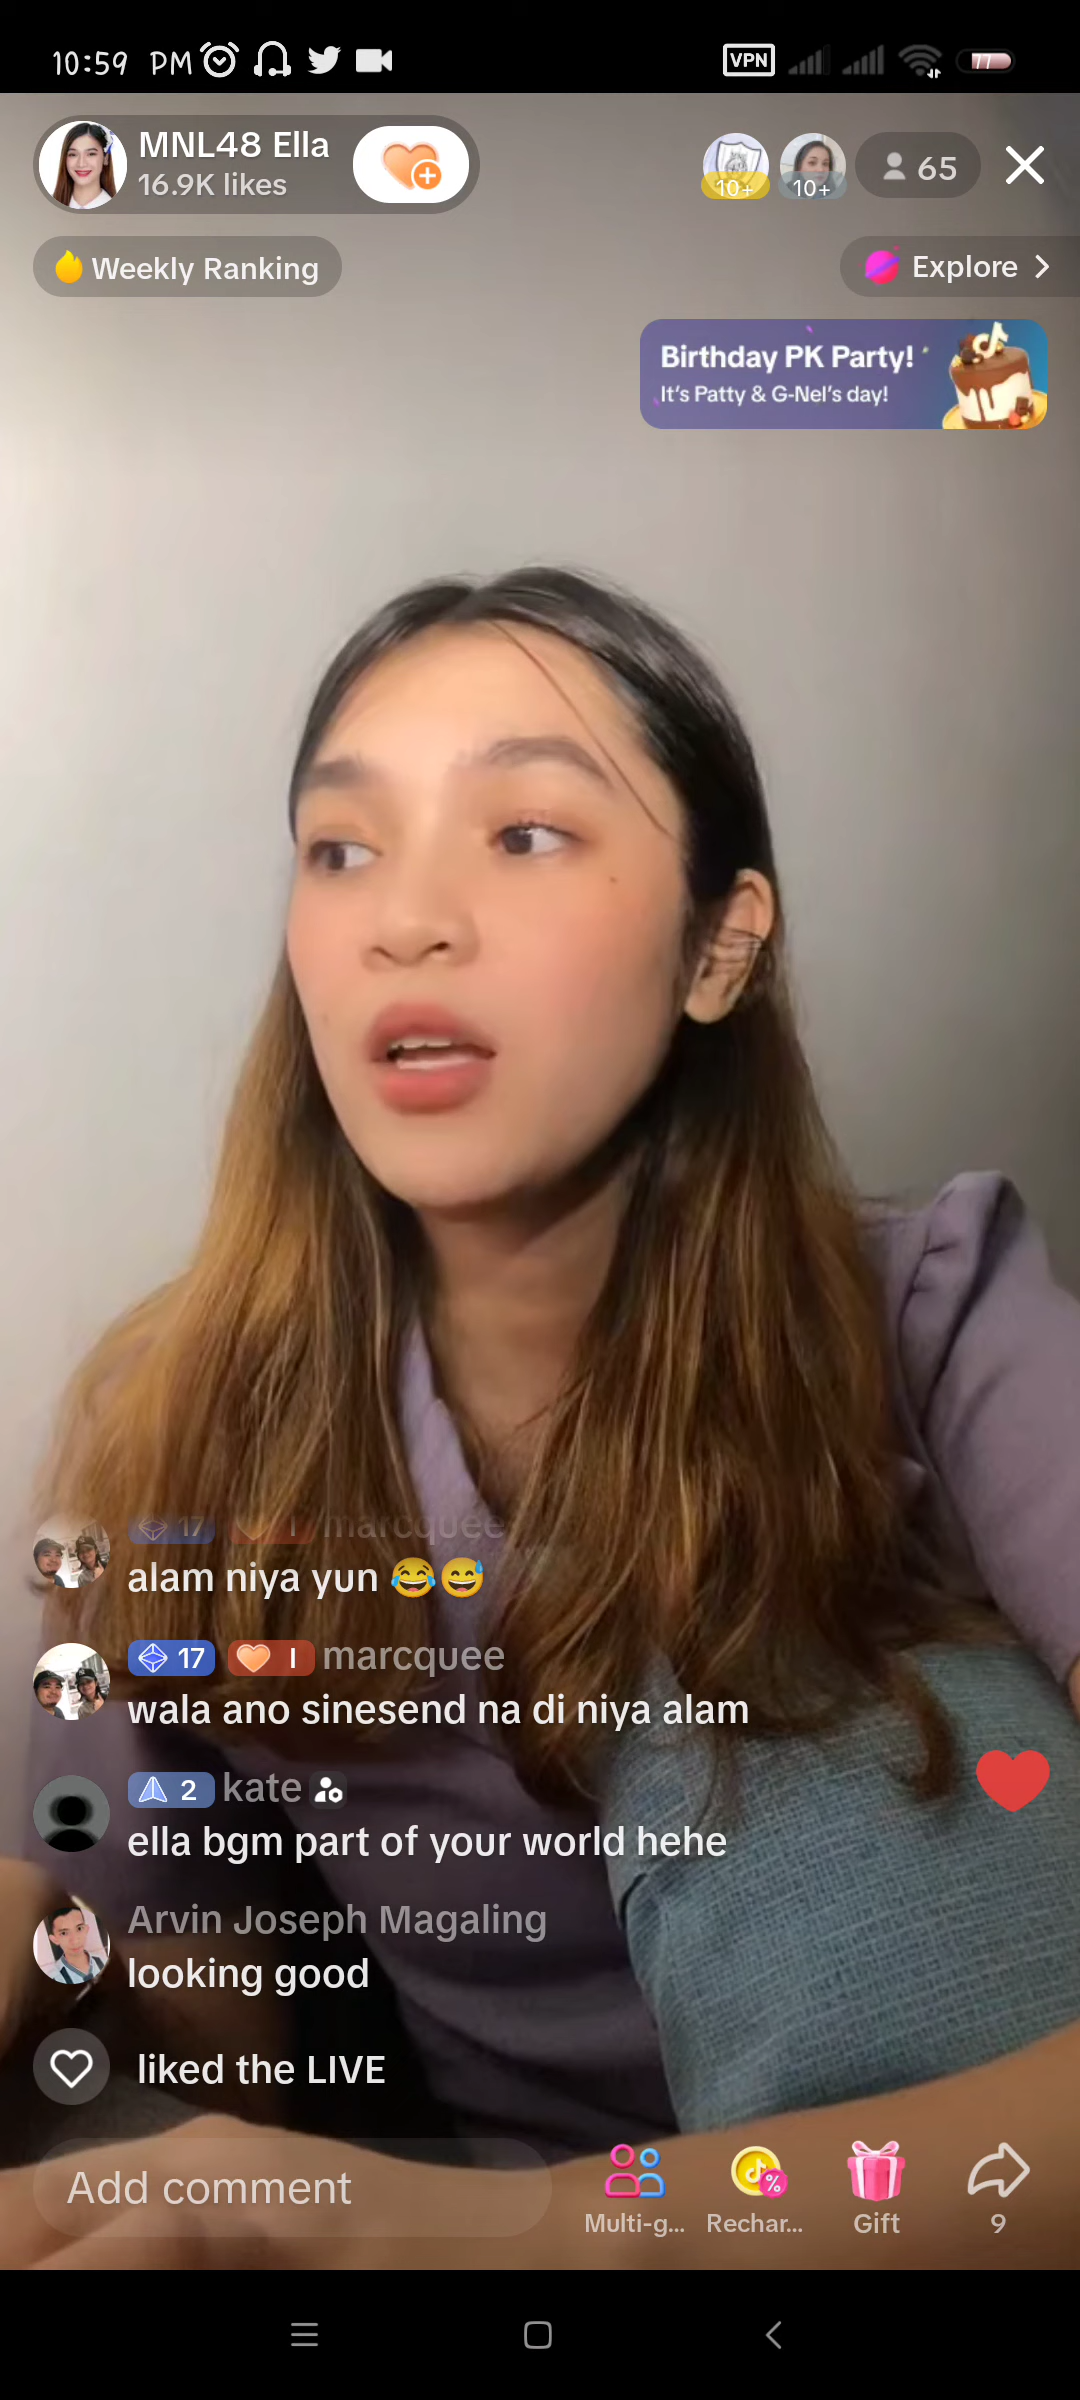 10:59 PM
VPN
77
MNL48 Ella
16.9K likes
10+
10+
65
Weekly Ranking
Explore
Birthday PK Party!
It's Patty & G-Nel's day!
17 I marcquee
alam niya yun 😂😅
17 I marcquee
wala ano sinesend na di niya alam
2 kate
ella bgm part of your world hehe
Arvin Joseph Magaling
looking good
liked the LIVE
Add comment
Multi-g...
Rechar...
Gift
9